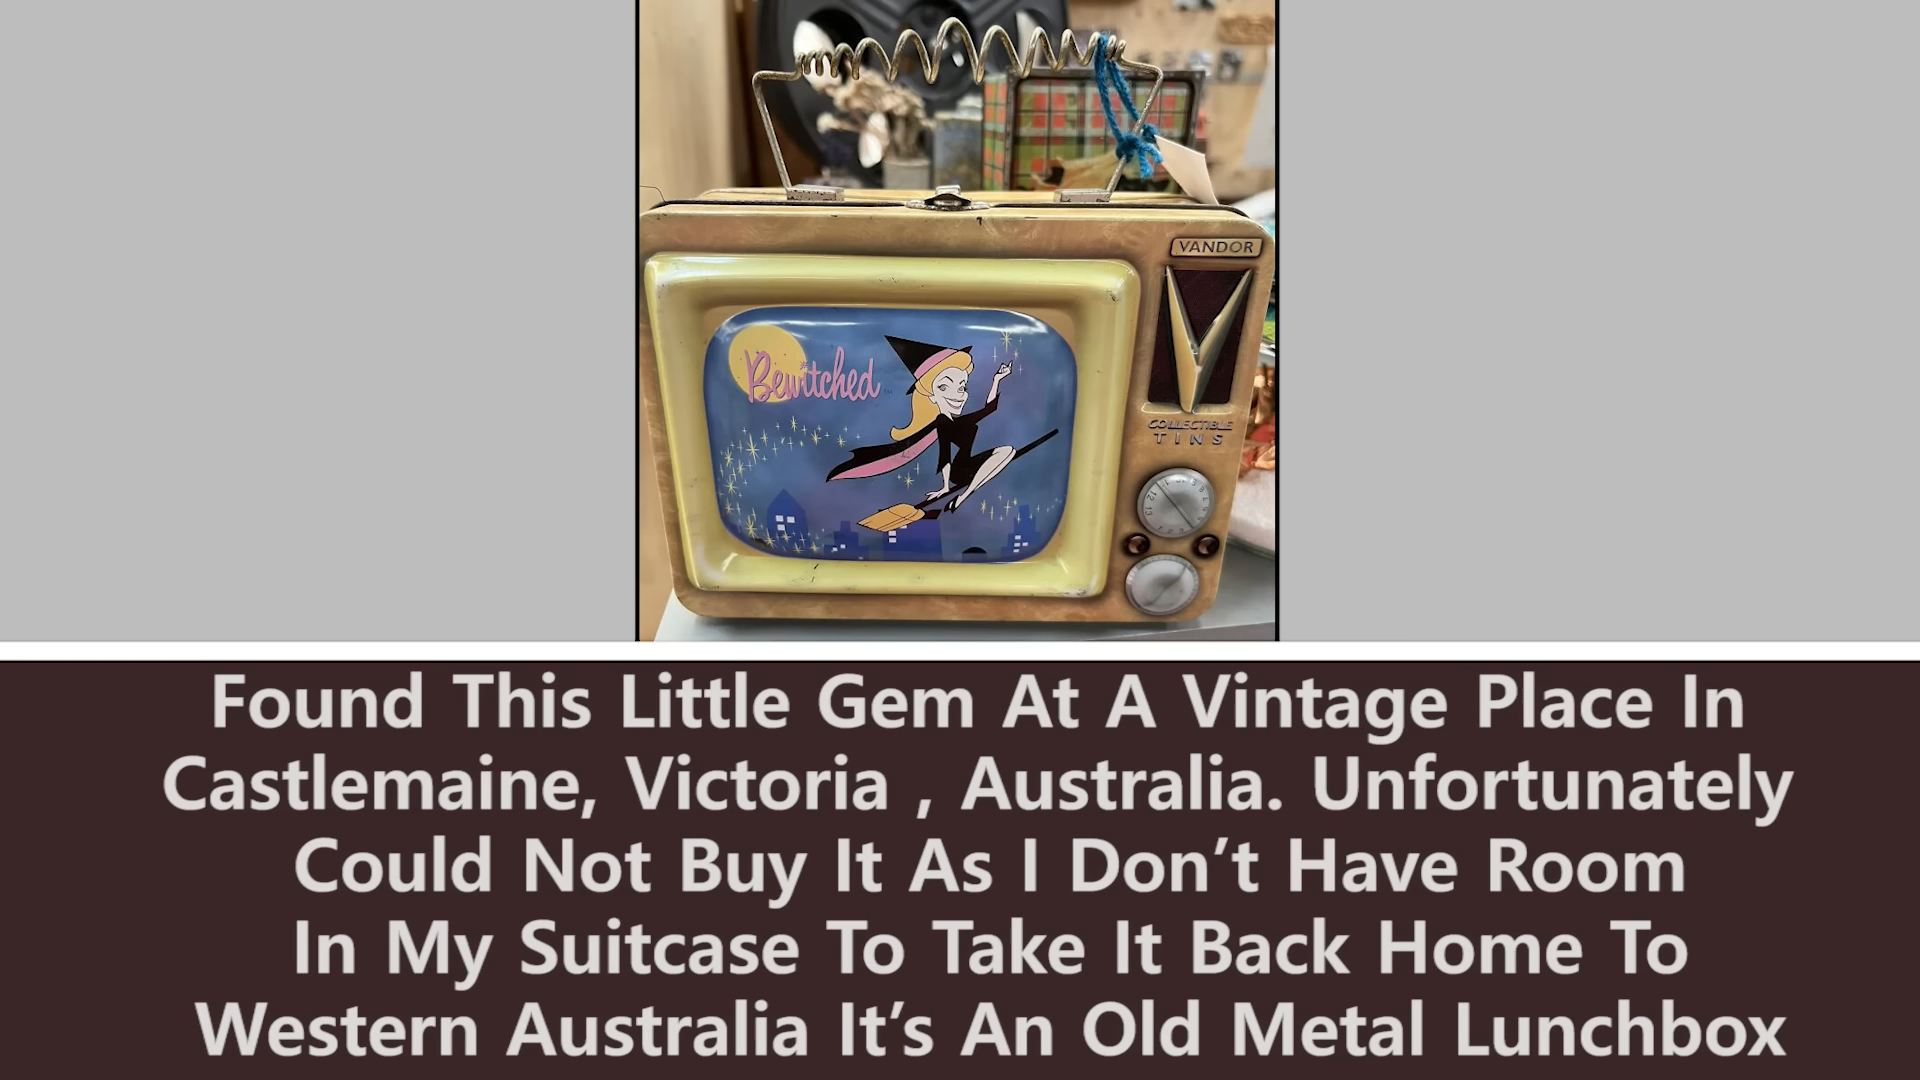 VANDOR
Bewitched
COLLECTIBLE
TINS
Found This Little Gem At A Vintage Place In
Castlemaine, Victoria , Australia. Unfortunately
Could Not Buy It As I Don’t Have Room
In My Suitcase To Take It Back Home To
Western Australia It’s An Old Metal Lunchbox